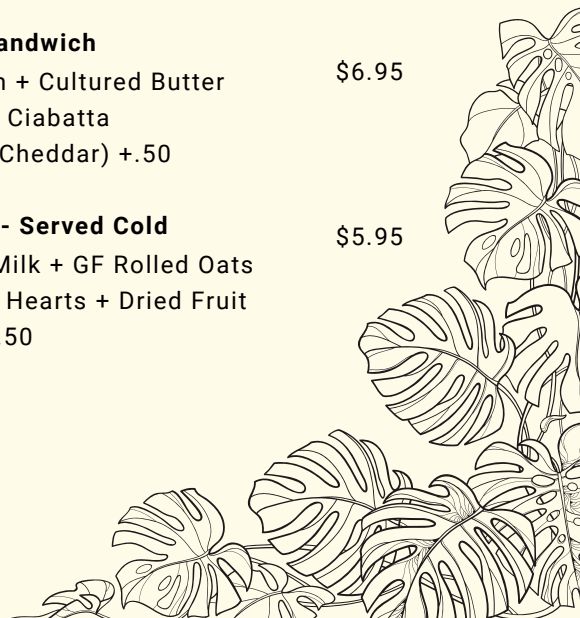 andwich
+ Cultured Butter
$6.95
Ciabatta
(Cheddar) +.50
- Served Cold
$5.95
Milk + GF Rolled Oats
Hearts + Dried Fruit
.50